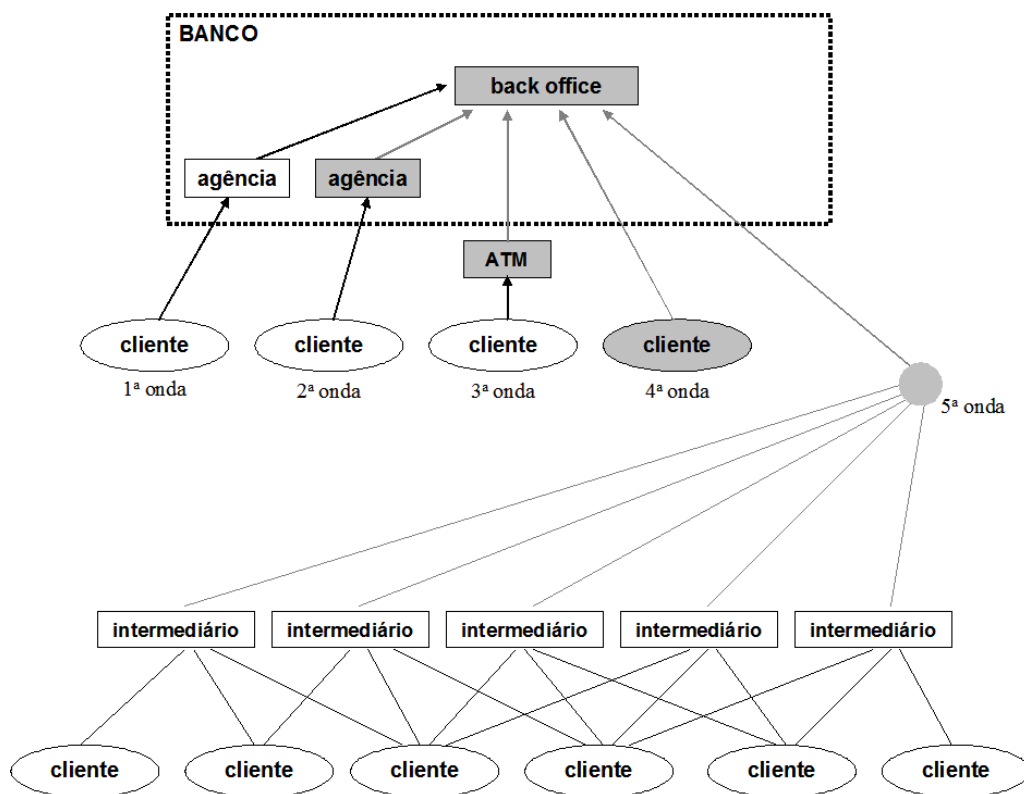 BANCO
back office
agência
agência
ATM
cliente
cliente
cliente
cliente
1ª onda
2ª onda
3ª onda
4ª onda
5ª onda
intermediário
intermediário
intermediário
intermediário
intermediário
cliente
cliente
cliente
cliente
cliente
cliente